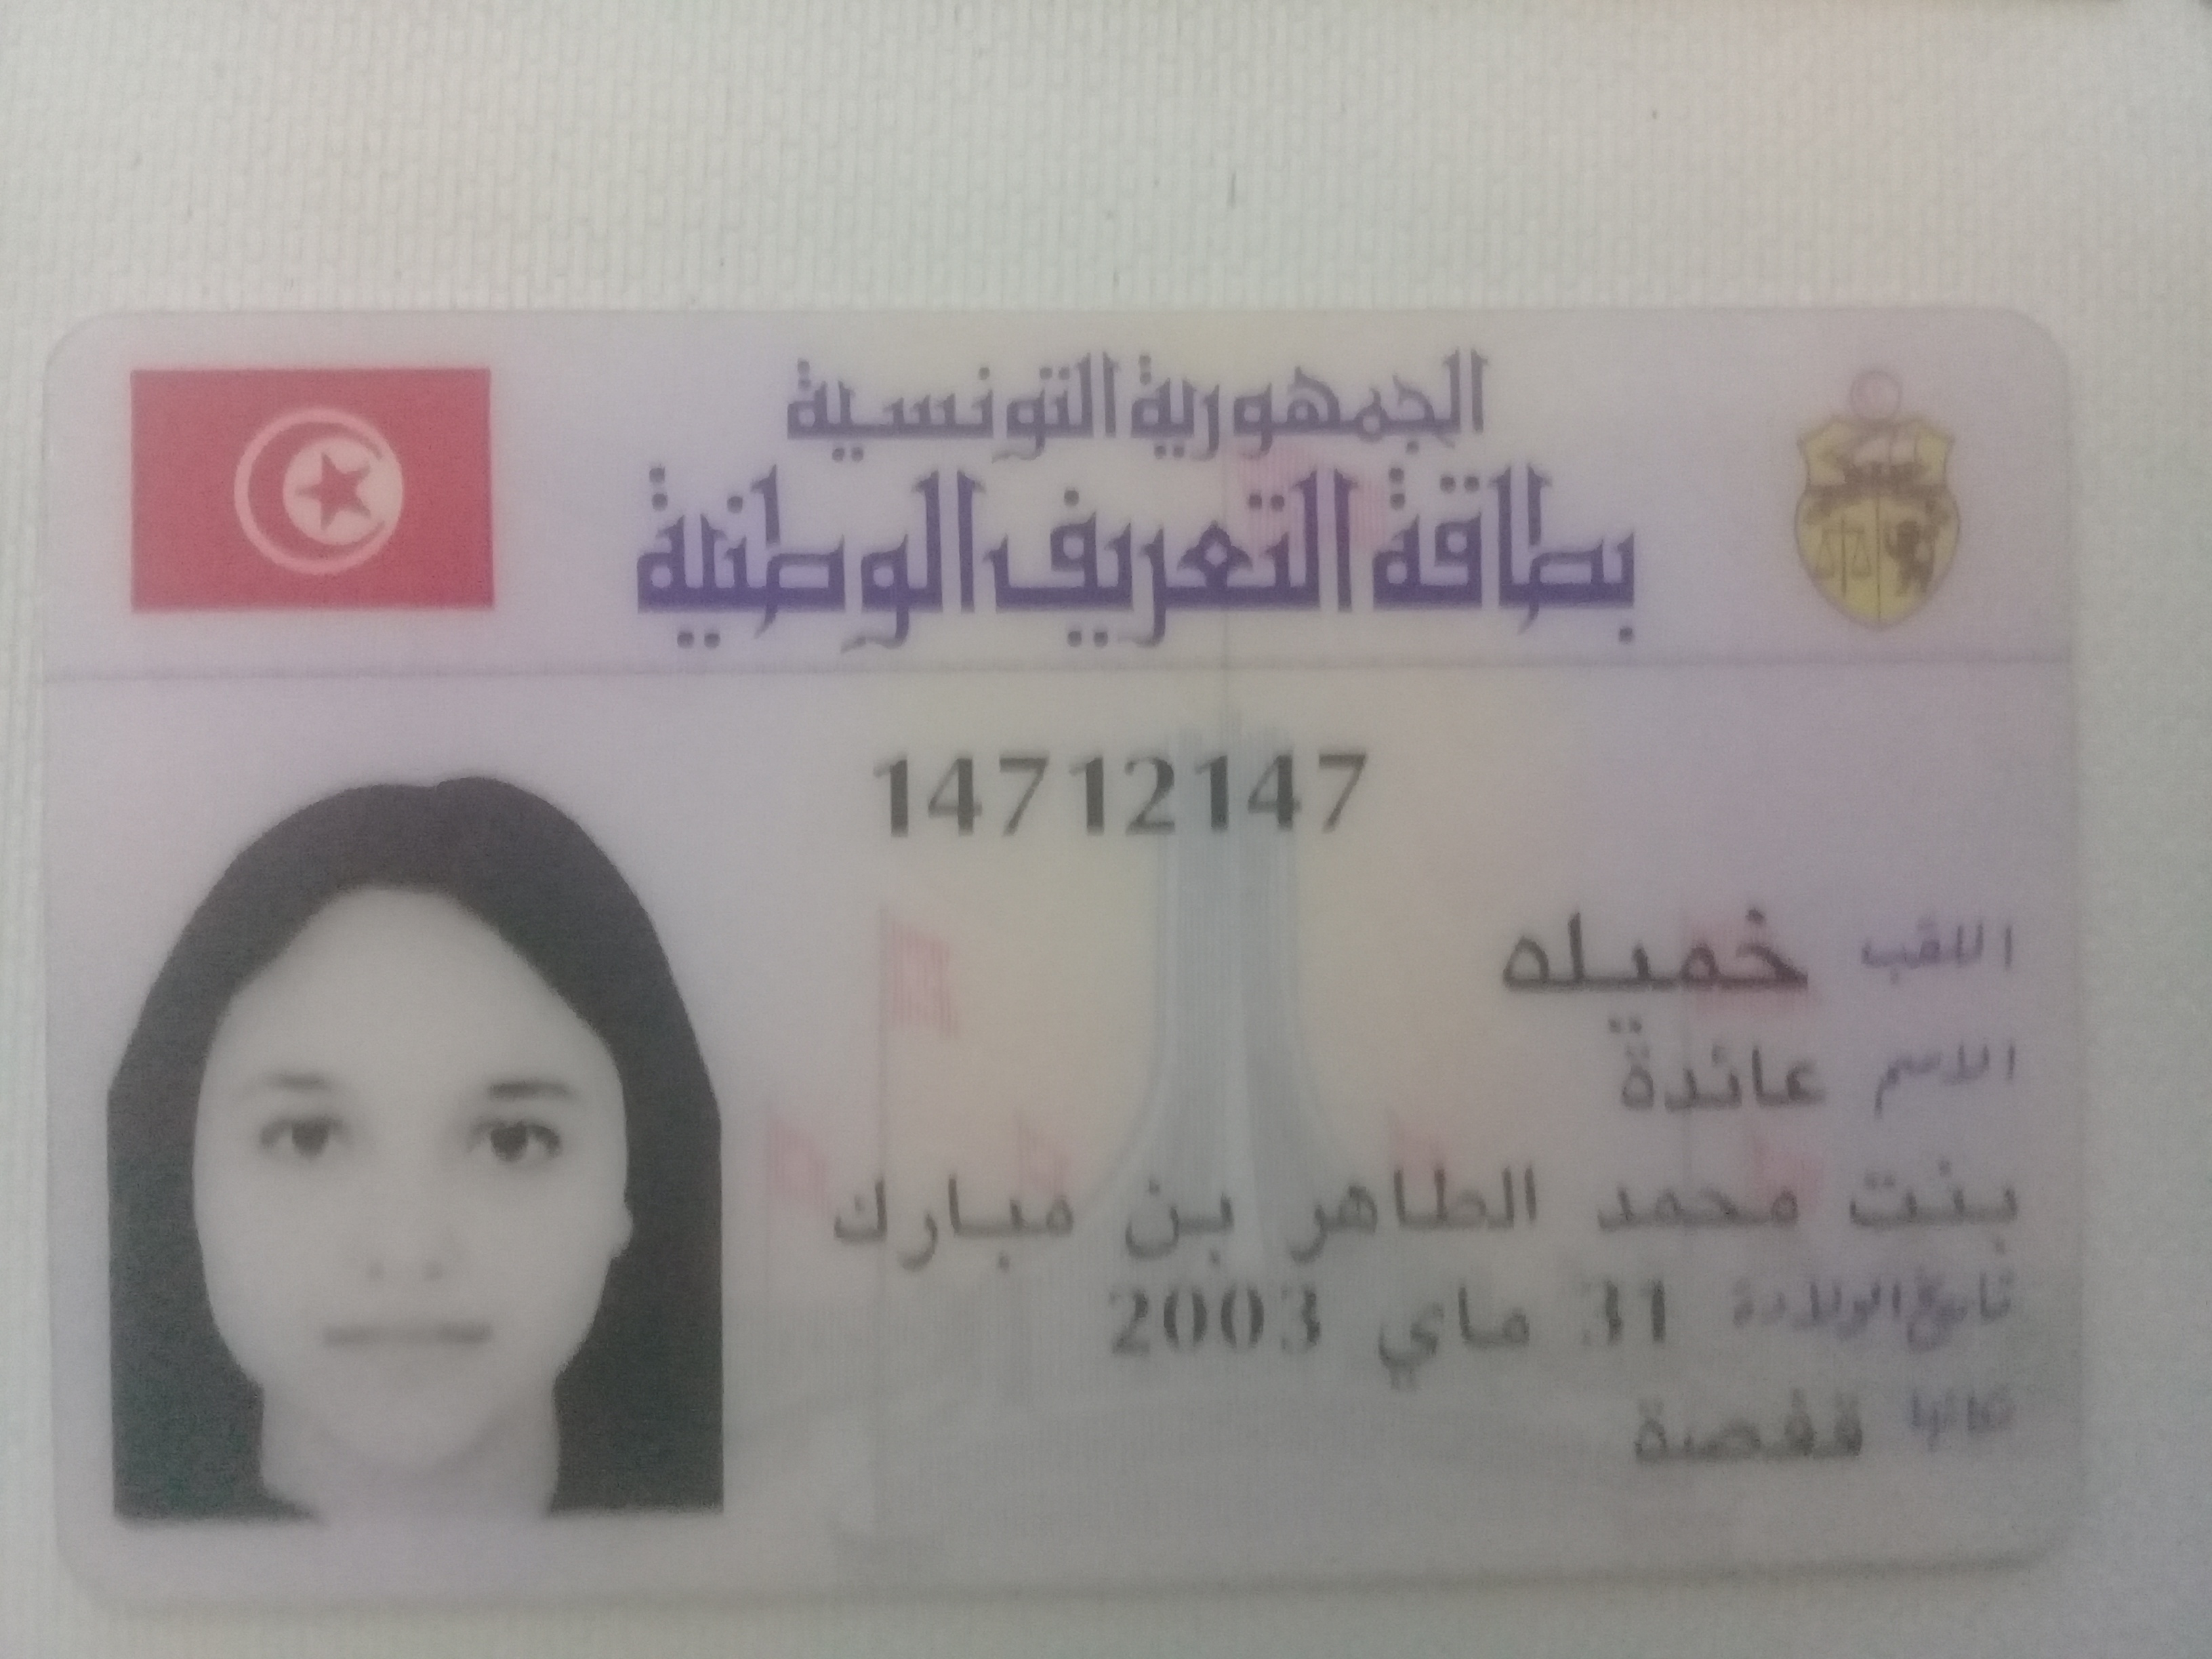 الجمهورية التونسية
بطاقة التعريف الوطنية
14712147
اللقب خميله
الاسم عائدة
بنت محمد الطاهر بن مبارك
تاريخ الولادة 31 ماي 2003
مكانها قفصة